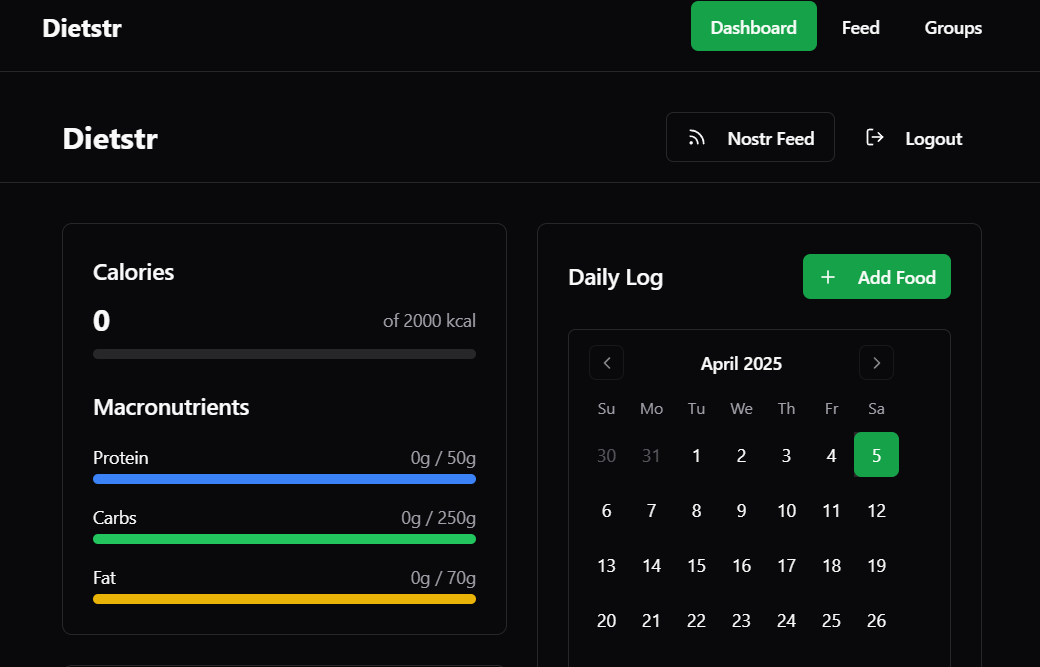 Dietstr Dashboard Feed Groups
Dietstr Nostr Feed Logout
Calories
0 of 2000 kcal
Macronutrients
Protein 0g / 50g
Carbs 0g / 250g
Fat 0g / 70g
Daily Log + Add Food
April 2025
Su Mo Tu We Th Fr Sa
30 31 1 2 3 4 5
6 7 8 9 10 11 12
13 14 15 16 17 18 19
20 21 22 23 24 25 26